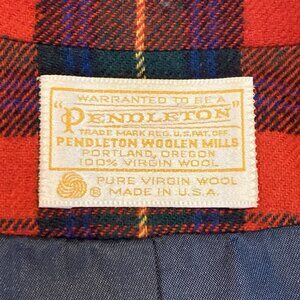 WARRANTED TO BE A
"PENDLETON"
TRADE MARK REG. U.S. PAT. OFF.
PENDLETON WOOLEN MILLS
PORTLAND, OREGON
100% VIRGIN WOOL
PURE VIRGIN WOOL
MADE IN U.S.A.